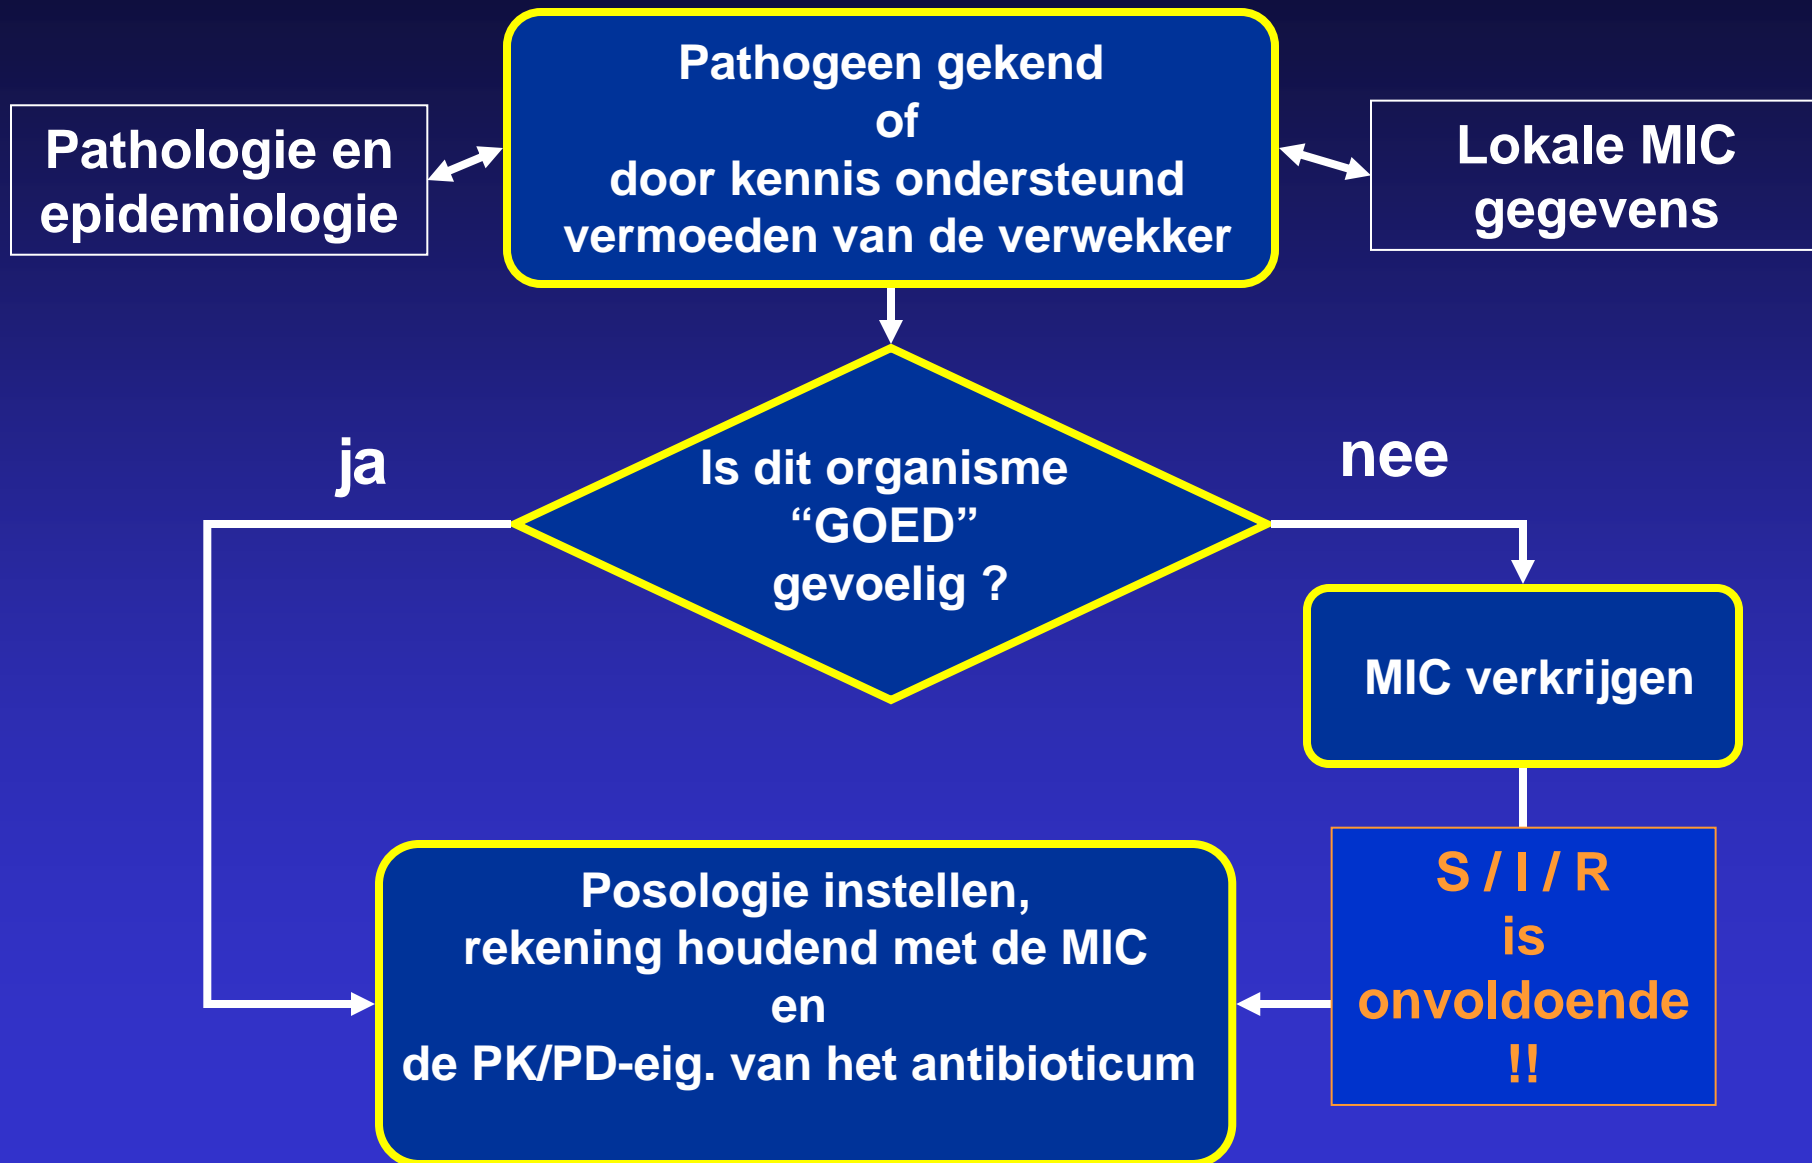 Pathogeen gekend
of
door kennis ondersteund
vermoeden van de verwekker
Pathologie en
epidemiologie
Lokale MIC
gegevens
ja
Is dit organisme
“GOED”
gevoelig ?
nee
MIC verkrijgen
Posologie instellen,
rekening houdend met de MIC
en
de PK/PD-eig. van het antibioticum
S / I / R
is
onvoldoende
!!